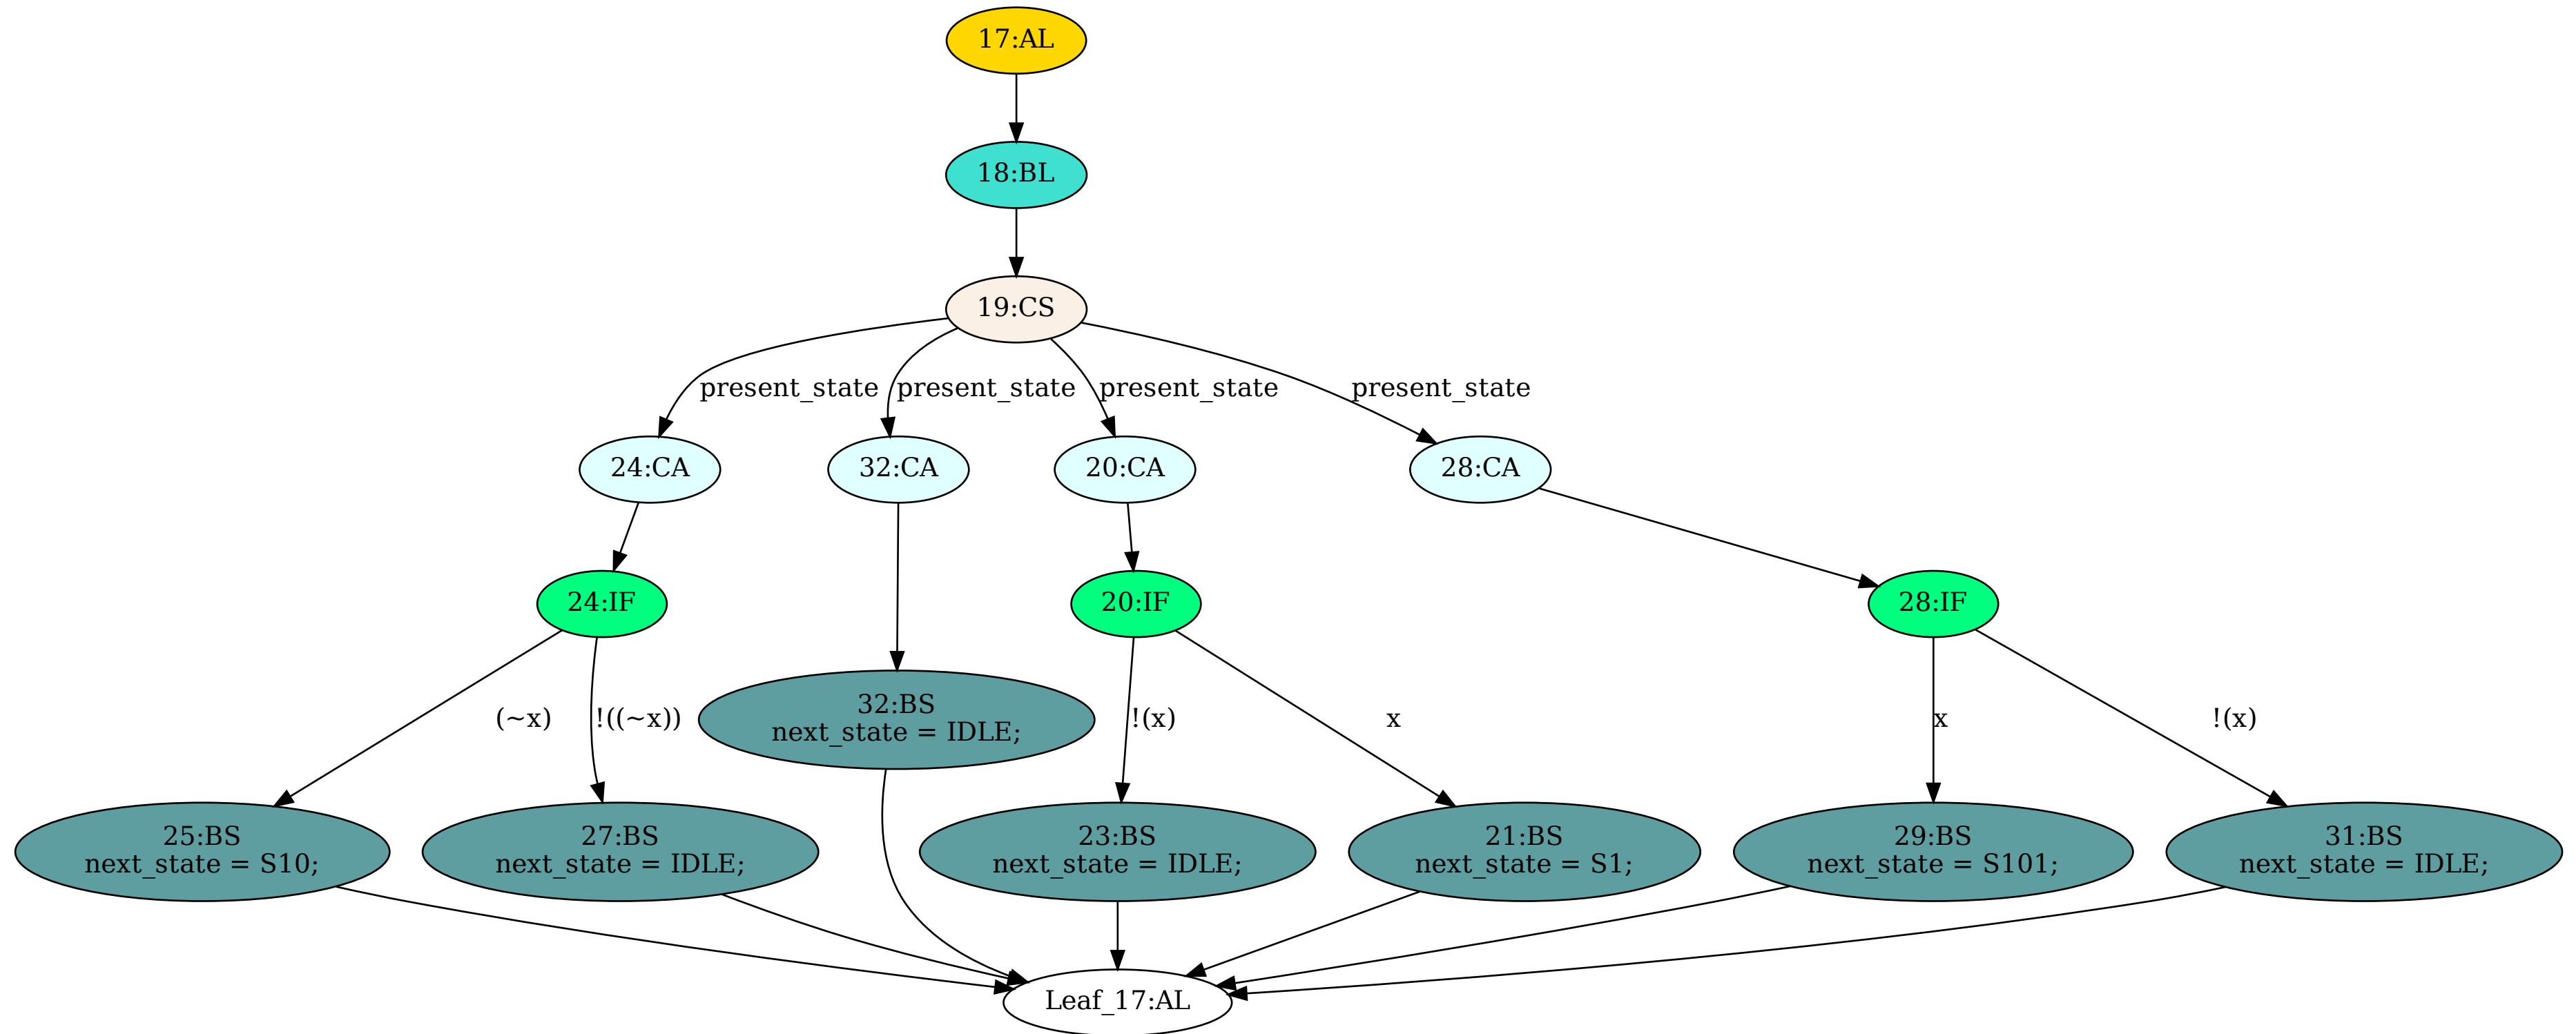 17:AL
18:BL
19:CS
present_state
present_state
present_state
present_state
24:CA
32:CA
20:CA
28:CA
24:IF
20:IF
28:IF
(~x)
!((~x))
32:BS
next_state = IDLE;
!(x)
x
x
!(x)
25:BS
next_state = S10;
27:BS
next_state = IDLE;
23:BS
next_state = IDLE;
21:BS
next_state = S1;
29:BS
next_state = S101;
31:BS
next_state = IDLE;
Leaf_17:AL